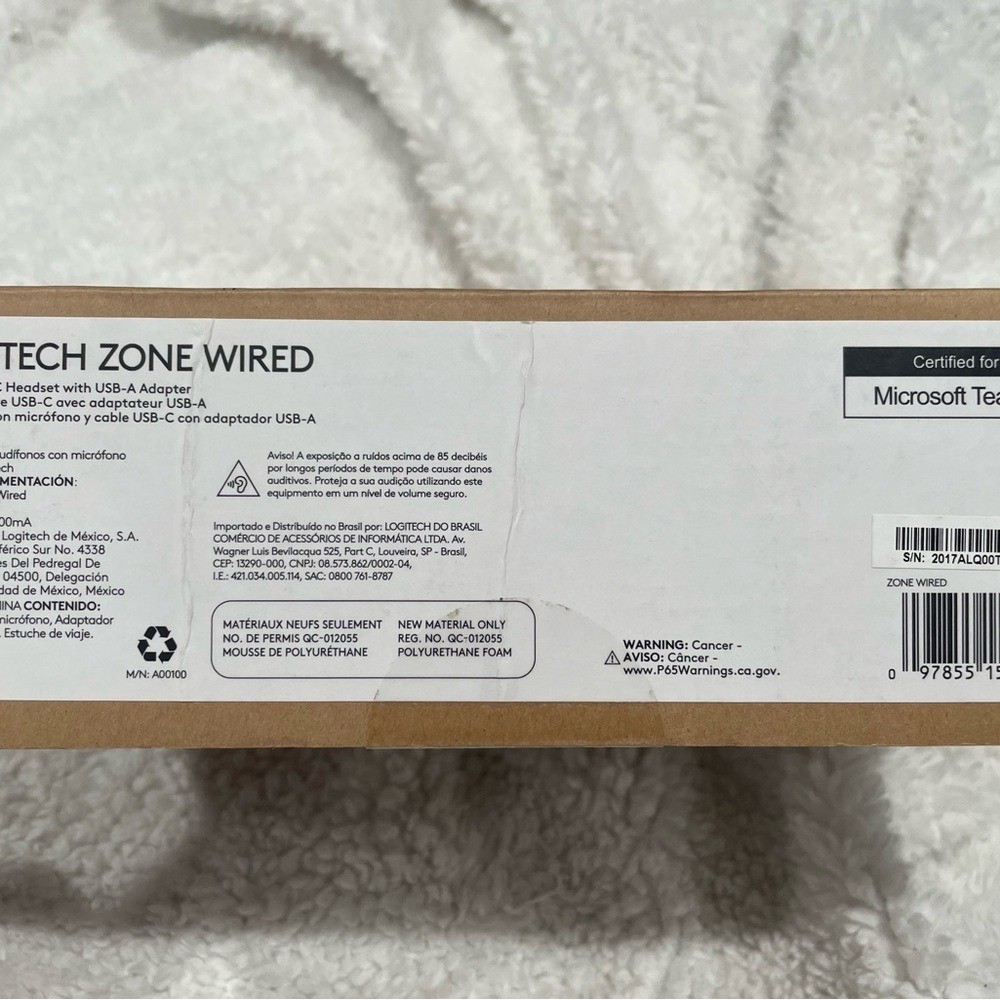 TECH ZONE WIRED
C Headset with USB-A Adapter
e USB-C avec adaptateur USB-A
on micrófono y cable USB-C con adaptador USB-A
udífonos con micrófono
ech
MENTACIÓN:
Wired
00mA
Logitech de México, S.A.
férico Sur No. 4338
es Del Pedregal De
04500, Delegación
dad de México, México
INA CONTENIDO:
micrófono, Adaptador
. Estuche de viaje.
M/N: A00100
Aviso! A exposição a ruídos acima de 85 decibéis
por longos períodos de tempo pode causar danos
auditivos. Proteja a sua audição utilizando este
equipamento em um nível de volume seguro.
Importado e Distribuído no Brasil por: LOGITECH DO BRASIL
COMÉRCIO DE ACESSÓRIOS DE INFORMÁTICA LTDA. Av.
Wagner Luis Bevilacqua 525, Part C, Louveira, SP - Brasil,
CEP: 13290-000, CNPJ: 08.573.862/0002-04,
I.E.: 421.034.005.114, SAC: 0800 761-8787
MATÉRIAUX NEUFS SEULEMENT
NO. DE PERMIS QC-012055
MOUSSE DE POLYURÉTHANE
NEW MATERIAL ONLY
REG. NO. QC-012055
POLYURETHANE FOAM
WARNING: Cancer -
AVISO: Câncer -
www.P65Warnings.ca.gov.
Certified for
Microsoft Tea
S/N: 2017ALQ00T
ZONE WIRED
0 97855 15